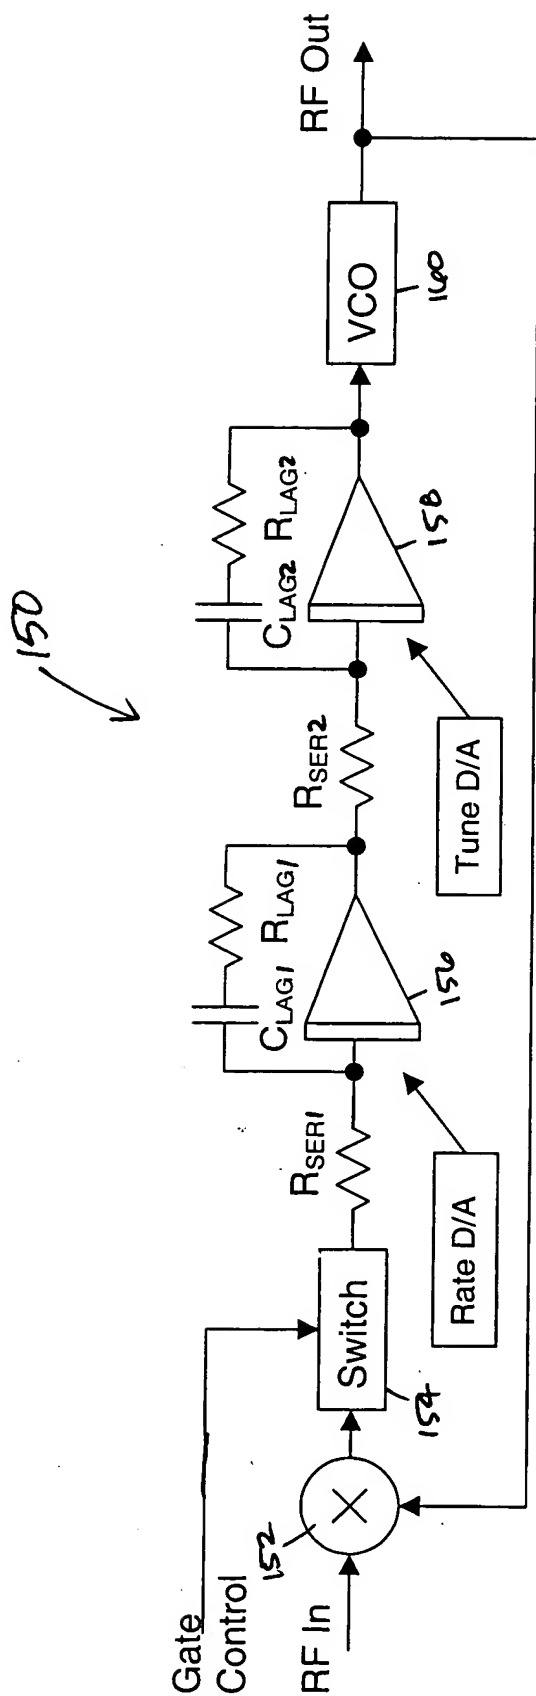 150
Gate
Control
RF In
152
Switch
154
RSER1
CLAG1
RLAG1
156
Rate D/A
RSER2
CLAG2
RLAG2
158
Tune D/A
VCO
160
RF Out